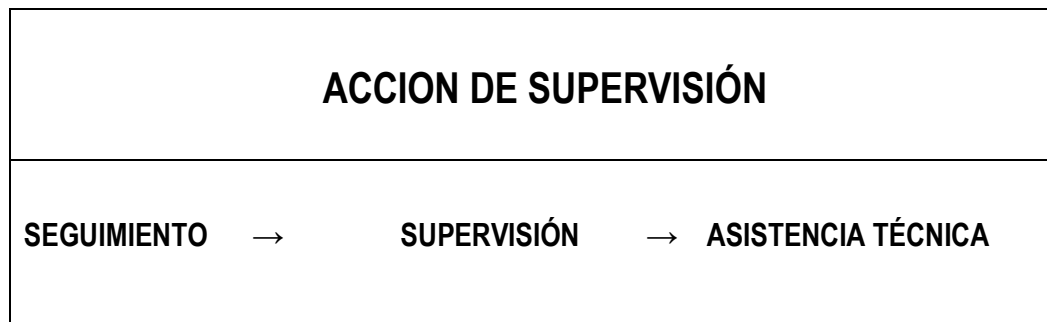 ACCION DE SUPERVISIÓN
SEGUIMIENTO → SUPERVISIÓN → ASISTENCIA TÉCNICA